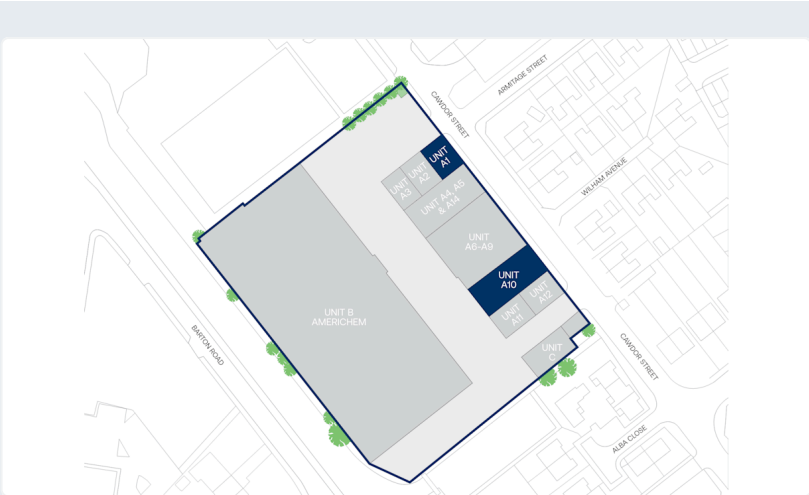 ARMITAGE STREET
CAWDOR STREET
UNIT
A1
UNIT
A2
UNIT
A3
WILHAM AVENUE
UNIT A4, A5
& A14
UNIT
A6-A9
UNIT
A10
UNIT
A12
UNIT
A11
UNIT B
AMERICHEM
BARTON ROAD
UNIT
C
CAWDOR STREET
ALBA CLOSE